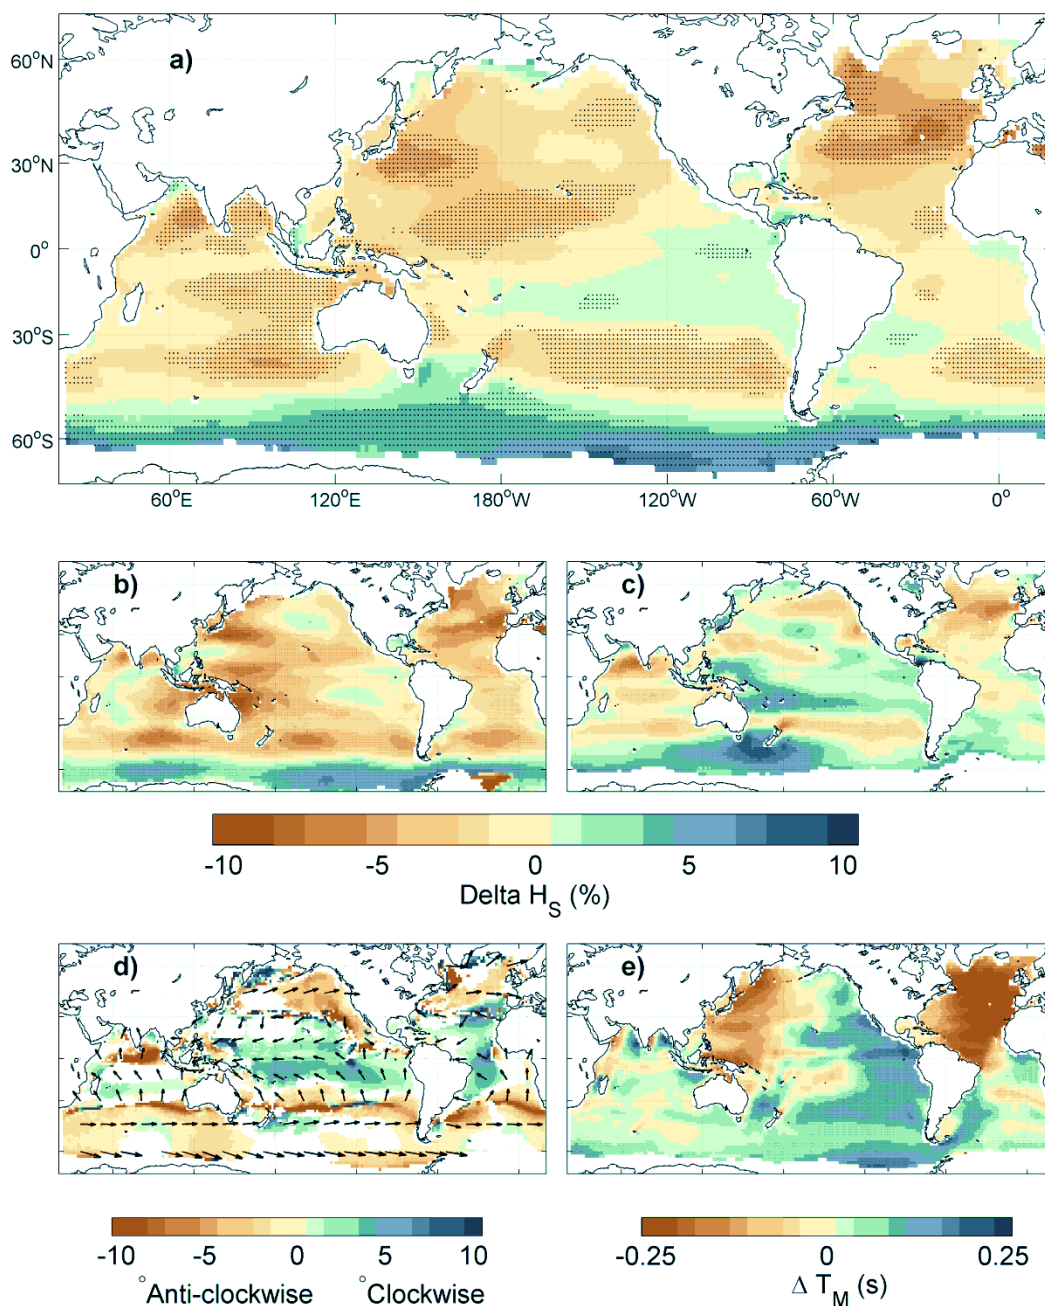 a)
60°N
30°N
0°
30°S
60°S
60°E 120°E 180°W 120°W 60°W 0°
b) c)
-10 -5 0 5 10
Delta H_S (%)
d) e)
-10 -5 0 5 10
°Anti-clockwise °Clockwise
-0.25 0 0.25
Δ T_M (s)